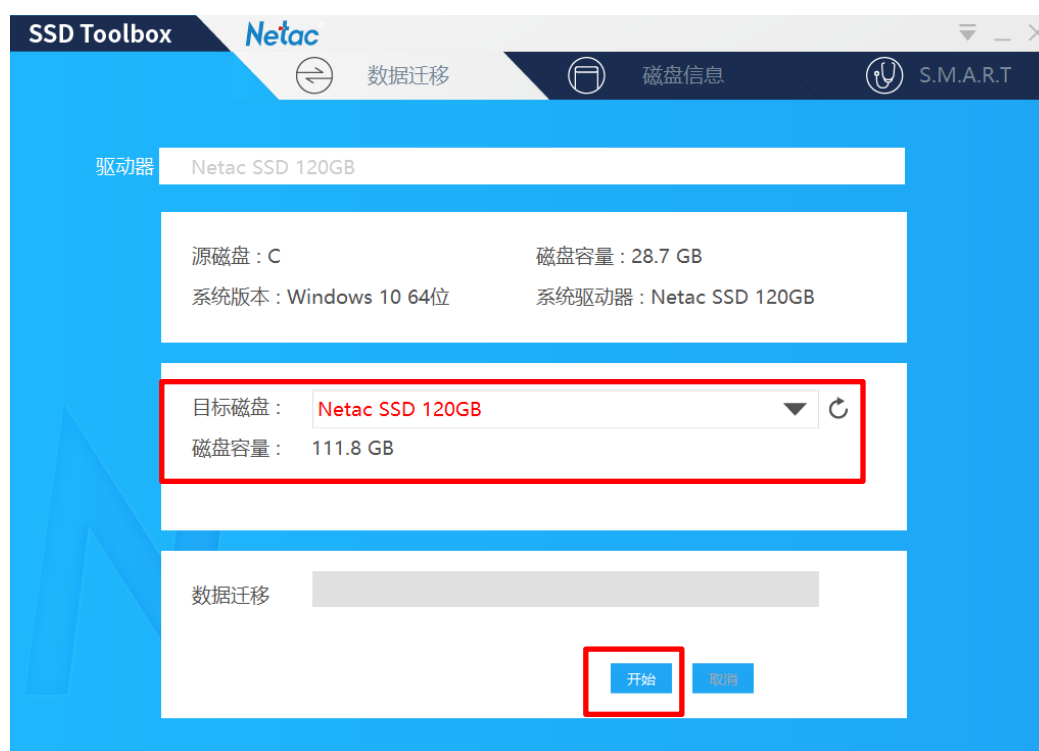 SSD Toolbox Netac
数据迁移 磁盘信息 S.M.A.R.T
驱动器 Netac SSD 120GB
源磁盘 : C 磁盘容量 : 28.7 GB
系统版本 : Windows 10 64位 系统驱动器 : Netac SSD 120GB
目标磁盘 : Netac SSD 120GB
磁盘容量 : 111.8 GB
数据迁移
开始 取消